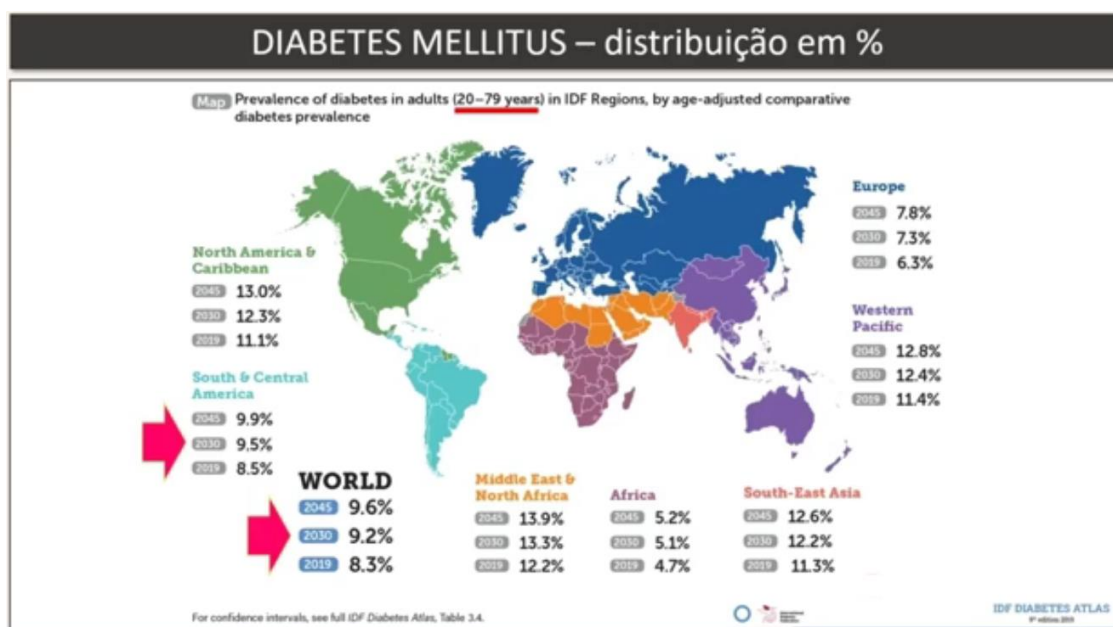 DIABETES MELLITUS – distribuição em %
Map Prevalence of diabetes in adults (20–79 years) in IDF Regions, by age-adjusted comparative
diabetes prevalence
North America &
Caribbean
2045 13.0%
2030 12.3%
2019 11.1%
South & Central
America
2045 9.9%
2030 9.5%
2019 8.5%
WORLD
2045 9.6%
2030 9.2%
2019 8.3%
Middle East &
North Africa
2045 13.9%
2030 13.3%
2019 12.2%
Africa
2045 5.2%
2030 5.1%
2019 4.7%
South-East Asia
2045 12.6%
2030 12.2%
2019 11.3%
Europe
2045 7.8%
2030 7.3%
2019 6.3%
Western
Pacific
2045 12.8%
2030 12.4%
2019 11.4%
For confidence intervals, see full IDF Diabetes Atlas, Table 3.4.
IDF DIABETES ATLAS
9th edition 2019